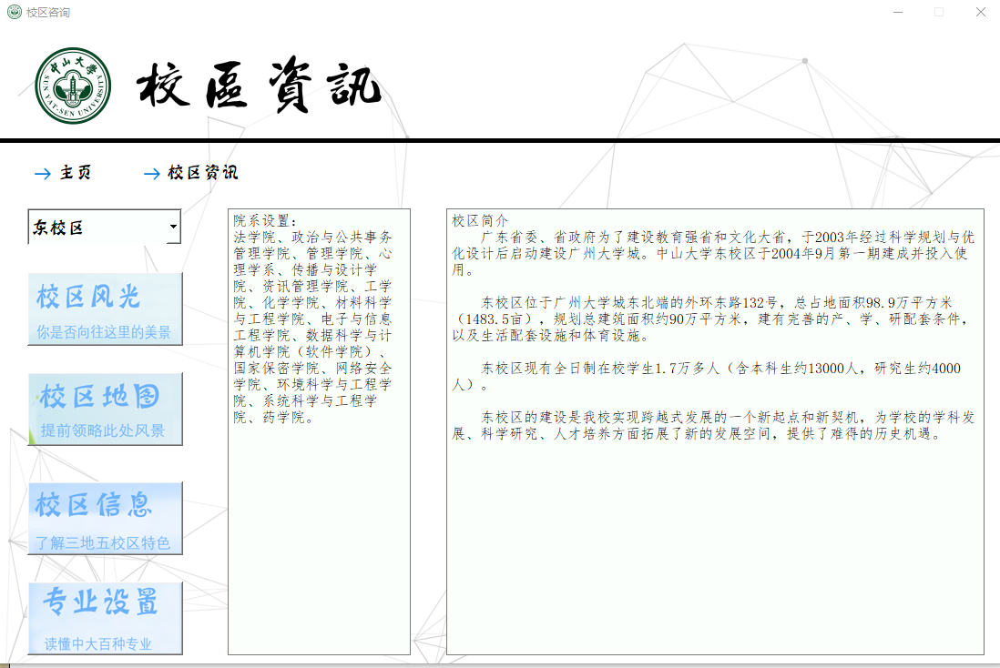 校区咨询
中山大学
SUN YAT-SEN UNIVERSITY
校區資訊
→ 主页 → 校区资讯
东校区
校区风光
你是否向往这里的美景
校区地图
提前领略此处风景
校区信息
了解三地五校区特色
专业设置
读懂中大百种专业
院系设置：
法学院、政治与公共事务
管理学院、管理学院、心
理学系、传播与设计学
院、资讯管理学院、工学
院、化学学院、材料科学
与工程学院、电子与信息
工程学院、数据科学与计
算机学院（软件学院）、
国家保密学院、网络安全
学院、环境科学与工程学
院、系统科学与工程学
院、药学院。
校区简介
广东省委、省政府为了建设教育强省和文化大省，于2003年经过科学规划与优
化设计后启动建设广州大学城。中山大学东校区于2004年9月第一期建成并投入使
用。
东校区位于广州大学城东北端的外环东路132号，总占地面积98.9万平方米
（1483.5亩），规划总建筑面积约90万平方米，建有完善的产、学、研配套条件，
以及生活配套设施和体育设施。
东校区现有全日制在校学生1.7万多人（含本科生约13000人，研究生约4000
人）。
东校区的建设是我校实现跨越式发展的一个新起点和新契机，为学校的学科发
展、科学研究、人才培养方面拓展了新的发展空间，提供了难得的历史机遇。